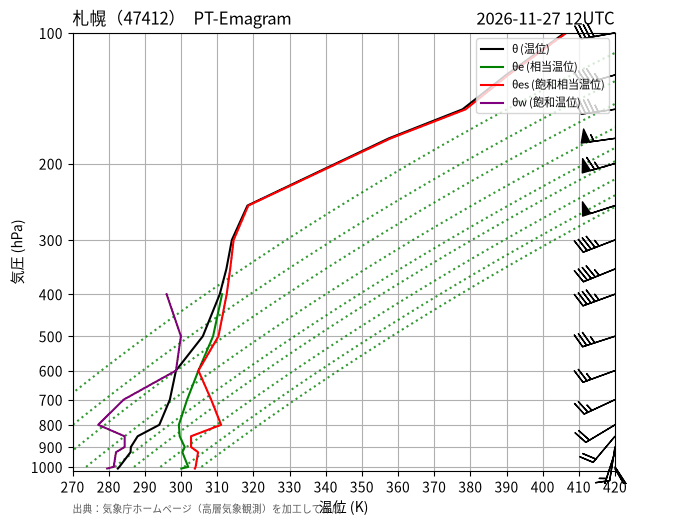 札幌（47412） PT-Emagram
2026-11-27 12UTC
100
200
300
400
500
600
700
800
900
1000
気圧 (hPa)
θ (温位)
θe (相当温位)
θes (飽和相当温位)
θw (飽和温位)
270 280 290 300 310 320 330 340 350 360 370 380 390 400 410 420
温位 (K)
出典：気象庁ホームページ（高層気象観測）を加工して